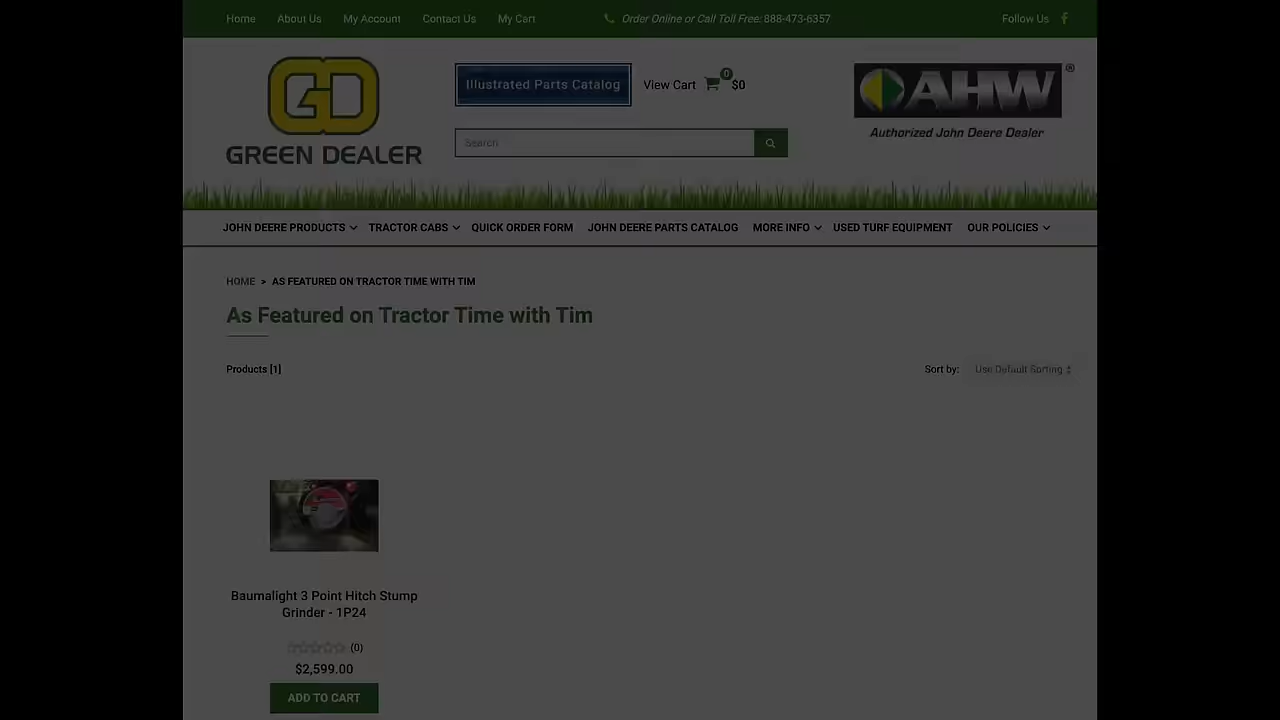 Home About Us My Account Contact Us My Cart Order Online or Call Toll Free: 888-473-6357 Follow Us
GD
GREEN DEALER
Illustrated Parts Catalog View Cart 0 $0
Search
AHW®
Authorized John Deere Dealer
JOHN DEERE PRODUCTS TRACTOR CABS QUICK ORDER FORM JOHN DEERE PARTS CATALOG MORE INFO USED TURF EQUIPMENT OUR POLICIES
HOME > AS FEATURED ON TRACTOR TIME WITH TIM
As Featured on Tractor Time with Tim
Products [1] Sort by: Use Default Sorting
Baumalight 3 Point Hitch Stump
Grinder - 1P24
(0)
$2,599.00
ADD TO CART